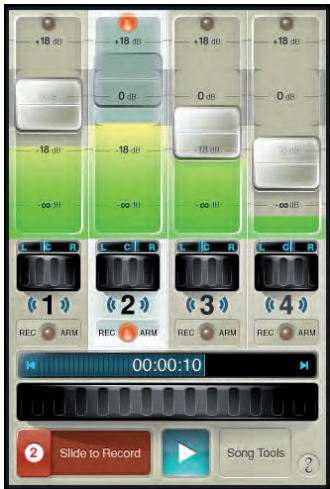 +18 dB +18 dB +18 dB +18 dB
0 dB 0 dB 0 dB
-18 dB -18 dB -18 dB dB
-∞ dB -∞ dB -∞ dB -∞ dB
L C R L C R L C R L C R
1 2 3 4
REC ARM REC ARM REC ARM REC ARM
00:00:10
2 Slide to Record Song Tools ?